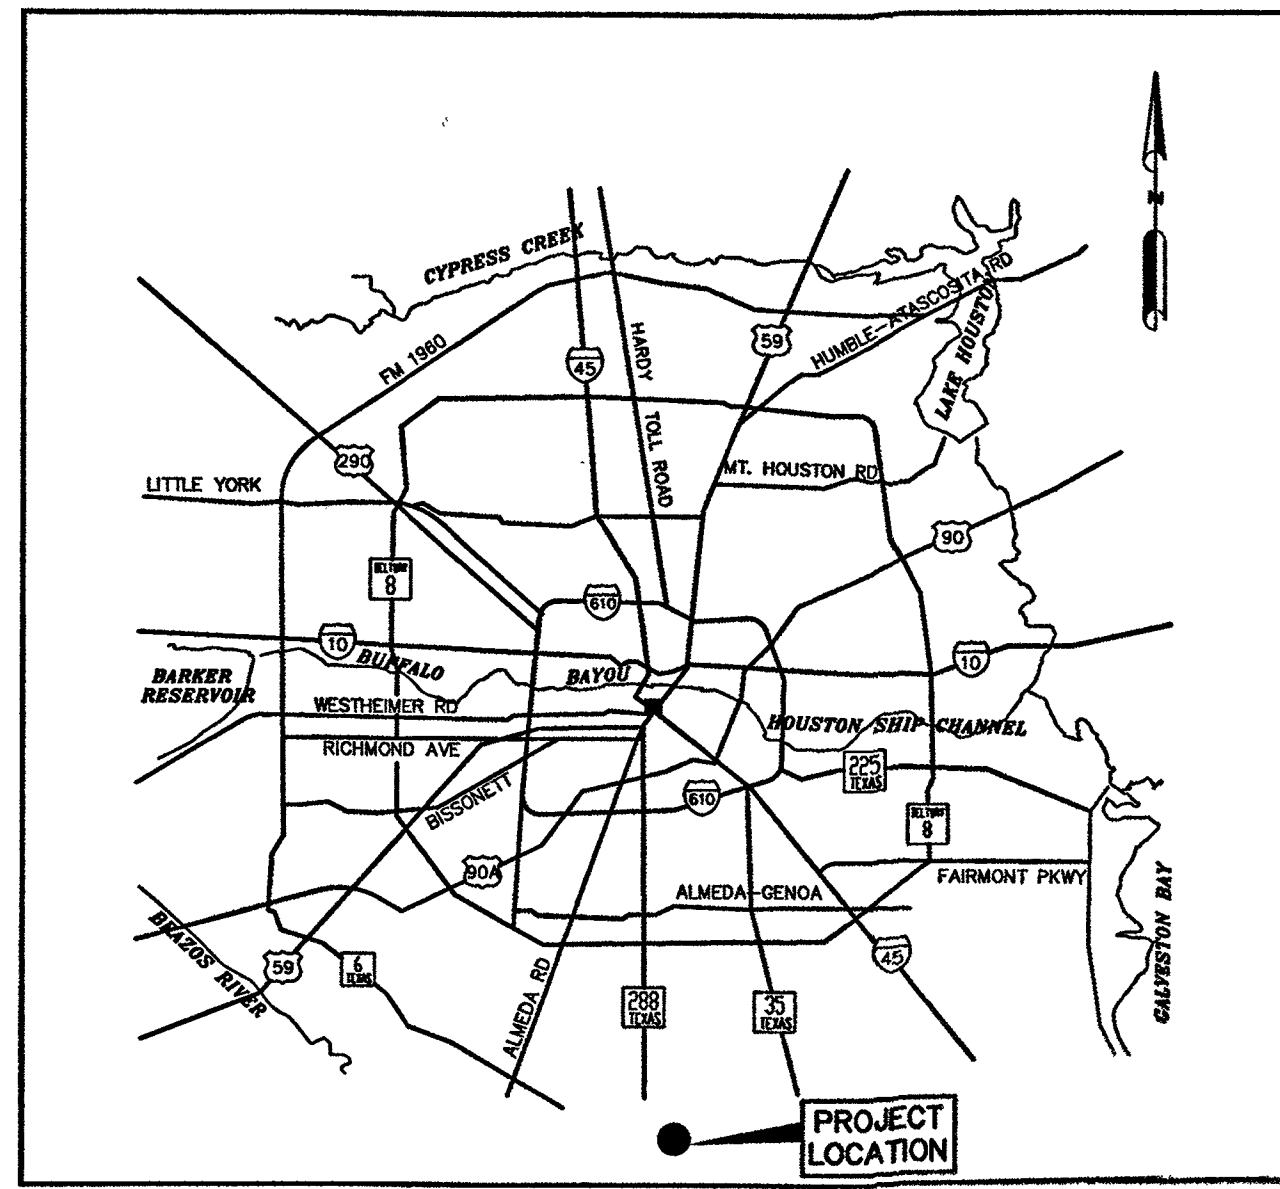 N
CYPRESS CREEK
HUMBLE-ATASCOSITA RD
LAKE HOUSTON
FM 1960
HARDY
TOLL ROAD
59
45
290
MT. HOUSTON RD
LITTLE YORK
90
BELTWAY
8
610
10
10
BUFFALO
BAYOU
BARKER
RESERVOIR
WESTHEIMER RD
HOUSTON SHIP CHANNEL
RICHMOND AVE
225
TEXAS
BISSONETT
610
BELTWAY
8
90A
FAIRMONT PKWY
ALMEDA-GENOA
GALVESTON BAY
BRAZOS RIVER
59
6
TEXAS
45
ALMEDA RD
288
TEXAS
35
TEXAS
PROJECT
LOCATION